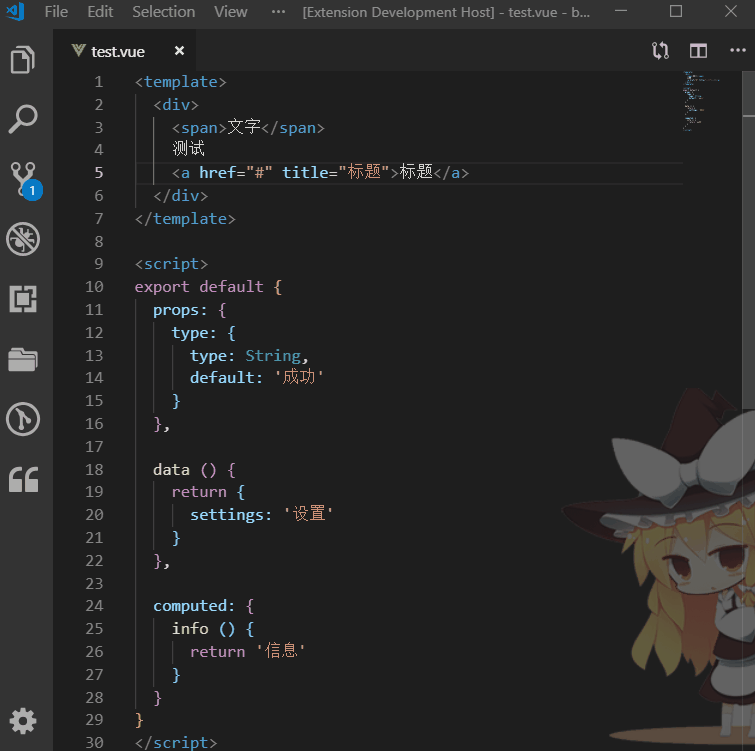 File Edit Selection View ··· [Extension Development Host] - test.vue - b...
test.vue ×
1 <template>
2 <div>
3 <span>文字</span>
4 测试
5 <a href="#" title="标题">标题</a>
6 </div>
7 </template>
8
9 <script>
10 export default {
11 props: {
12 type: {
13 type: String,
14 default: '成功'
15 }
16 },
17
18 data () {
19 return {
20 settings: '设置'
21 }
22 },
23
24 computed: {
25 info () {
26 return '信息'
27 }
28 }
29 }
30 </script>
1